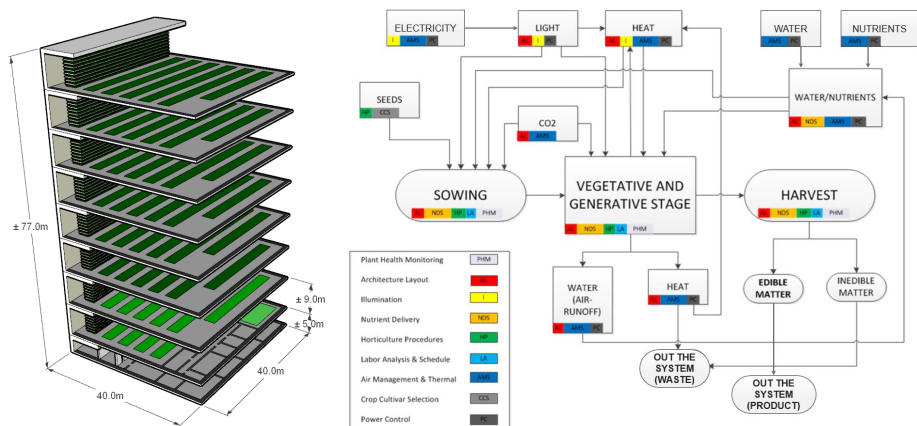 ± 77.0m
± 9.0m
± 5.0m
40.0m
40.0m
ELECTRICITY
I AMS PC
LIGHT
AL I PC
HEAT
AL I AMS PC
WATER
AMS PC
NUTRIENTS
AMS PC
SEEDS
HP CCS
CO2
AL AMS
WATER/NUTRIENTS
AL NDS AMS PC
SOWING
AL NDS HP LA PHM
VEGETATIVE AND
GENERATIVE STAGE
AL NDS HP LA PHM
HARVEST
AL NDS HP LA PHM
WATER
(AIR-
RUNOFF)
AL AMS PC
HEAT
AL AMS PC
EDIBLE
MATTER
INEDIBLE
MATTER
OUT THE
SYSTEM
(WASTE)
OUT THE
SYSTEM
(PRODUCT)
Plant Health Monitoring PHM
Architecture Layout AL
Illumination I
Nutrient Delivery NDS
Horticulture Procedures HP
Labor Analysis & Schedule LA
Air Management & Thermal AMS
Crop Cultivar Selection CCS
Power Control PC